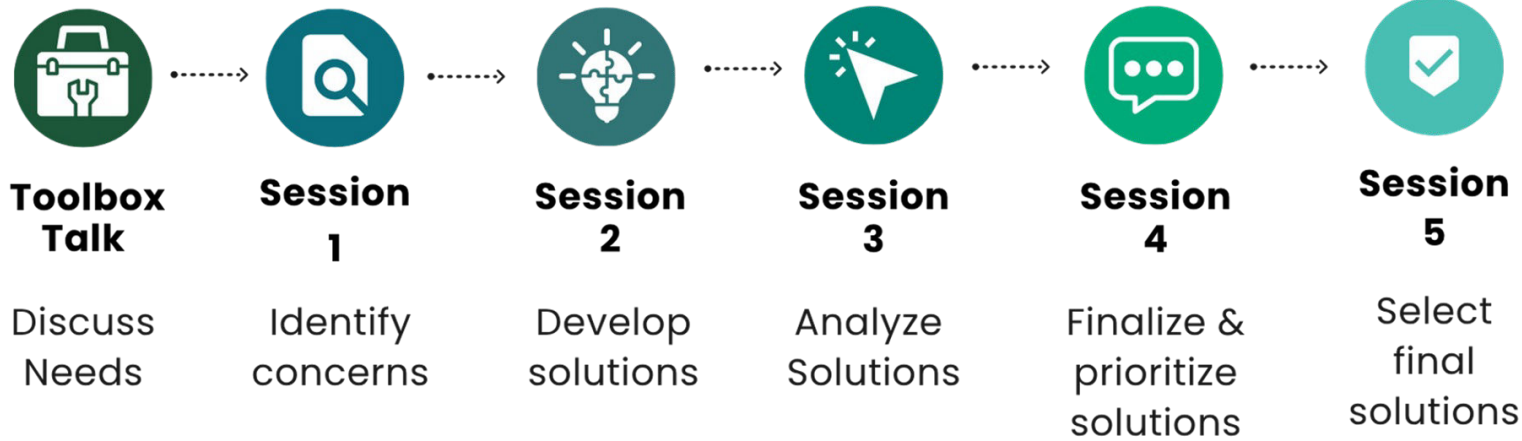 Toolbox
Talk
Discuss
Needs
Session
1
Identify
concerns
Session
2
Develop
solutions
Session
3
Analyze
Solutions
Session
4
Finalize &
prioritize
solutions
Session
5
Select
final
solutions